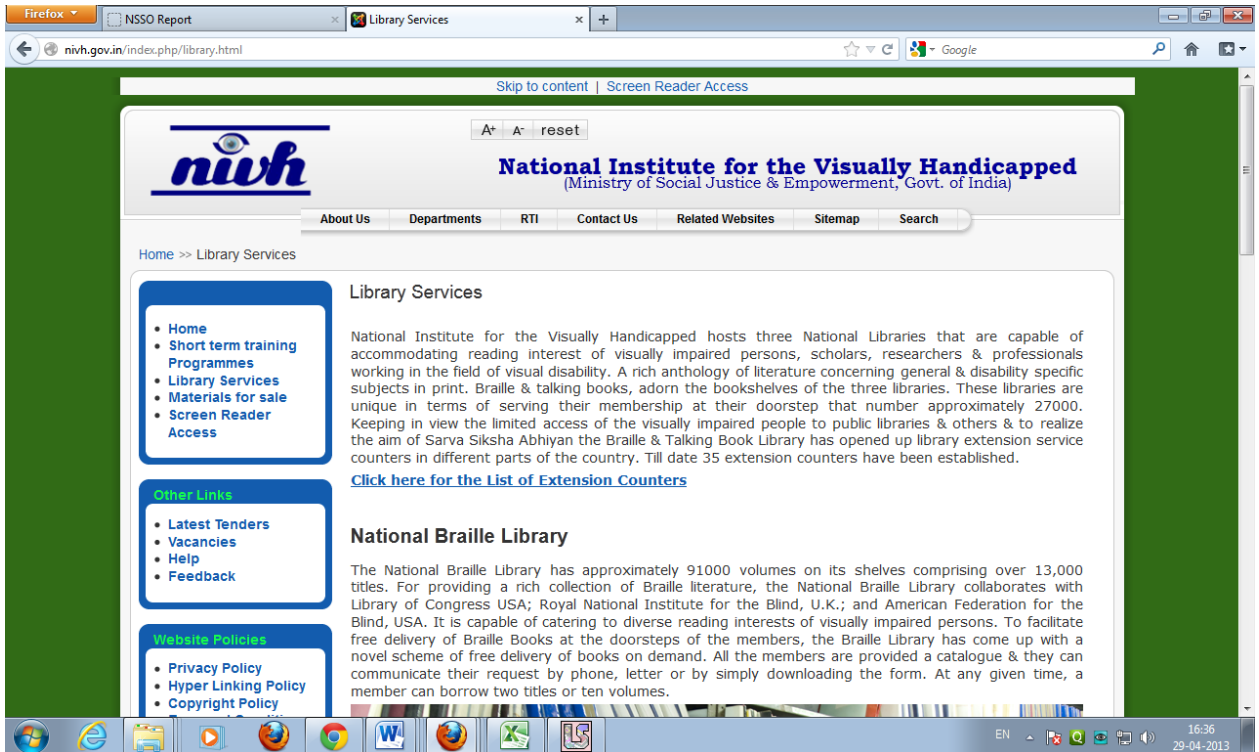 Firefox
NSSO Report
Library Services
nivh.gov.in/index.php/library.html
Google
Skip to content | Screen Reader Access
A+ A- reset
nivh
National Institute for the Visually Handicapped
(Ministry of Social Justice & Empowerment, Govt. of India)
About Us Departments RTI Contact Us Related Websites Sitemap Search
Home >> Library Services
Home
Short term training
Programmes
Library Services
Materials for sale
Screen Reader
Access
Other Links
Latest Tenders
Vacancies
Help
Feedback
Website Policies
Privacy Policy
Hyper Linking Policy
Copyright Policy
Library Services
National Institute for the Visually Handicapped hosts three National Libraries that are capable of
accommodating reading interest of visually impaired persons, scholars, researchers & professionals
working in the field of visual disability. A rich anthology of literature concerning general & disability specific
subjects in print. Braille & talking books, adorn the bookshelves of the three libraries. These libraries are
unique in terms of serving their membership at their doorstep that number approximately 27000.
Keeping in view the limited access of the visually impaired people to public libraries & others & to realize
the aim of Sarva Siksha Abhiyan the Braille & Talking Book Library has opened up library extension service
counters in different parts of the country. Till date 35 extension counters have been established.
Click here for the List of Extension Counters
National Braille Library
The National Braille Library has approximately 91000 volumes on its shelves comprising over 13,000
titles. For providing a rich collection of Braille literature, the National Braille Library collaborates with
Library of Congress USA; Royal National Institute for the Blind, U.K.; and American Federation for the
Blind, USA. It is capable of catering to diverse reading interests of visually impaired persons. To facilitate
free delivery of Braille Books at the doorsteps of the members, the Braille Library has come up with a
novel scheme of free delivery of books on demand. All the members are provided a catalogue & they can
communicate their request by phone, letter or by simply downloading the form. At any given time, a
member can borrow two titles or ten volumes.
EN
16:36
29-04-2013